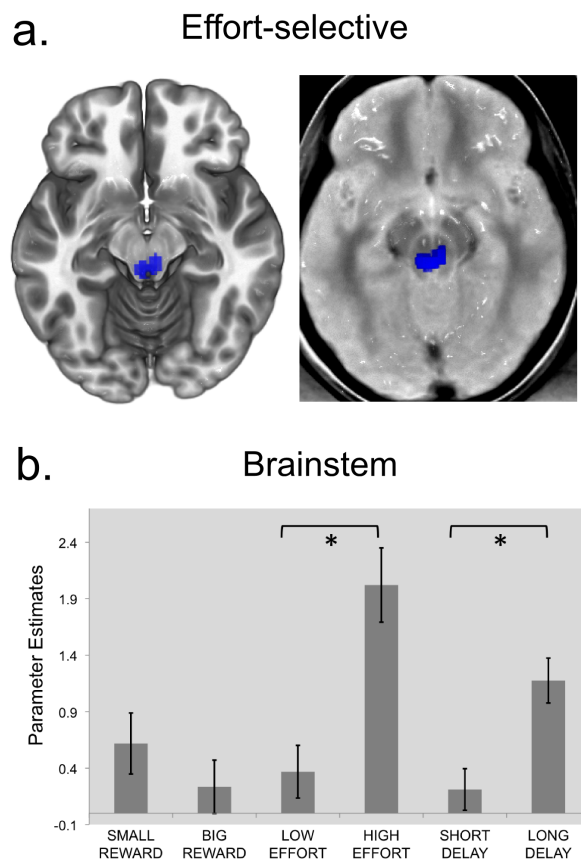 a. Effort-selective
b. Brainstem
Parameter Estimates
2.4
1.9
1.4
0.9
0.4
-0.1
* *
SMALL BIG LOW HIGH SHORT LONG
REWARD REWARD EFFORT EFFORT DELAY DELAY